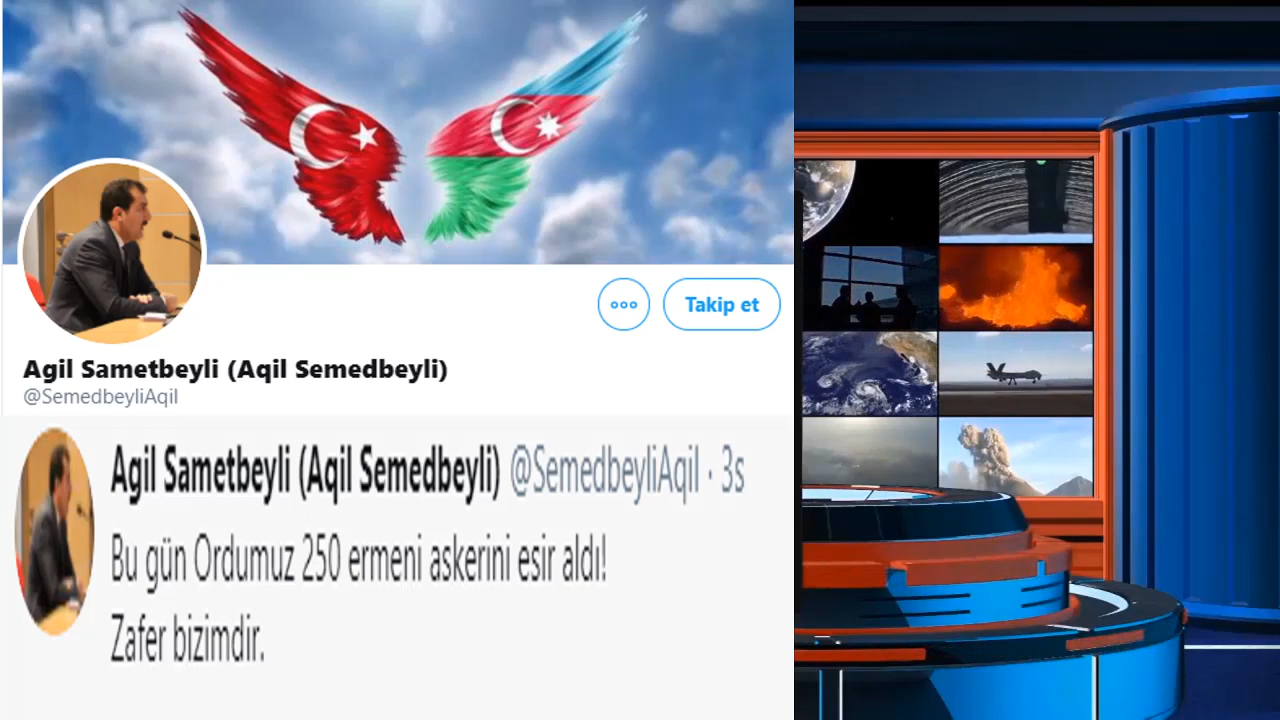 Takip et
Agil Sametbeyli (Aqil Semedbeyli)
@SemedbeyliAqil
Agil Sametbeyli (Aqil Semedbeyli) @SemedbeyliAqil · 3s
Bu gün Ordumuz 250 ermeni askerini esir aldı!
Zafer bizimdir.